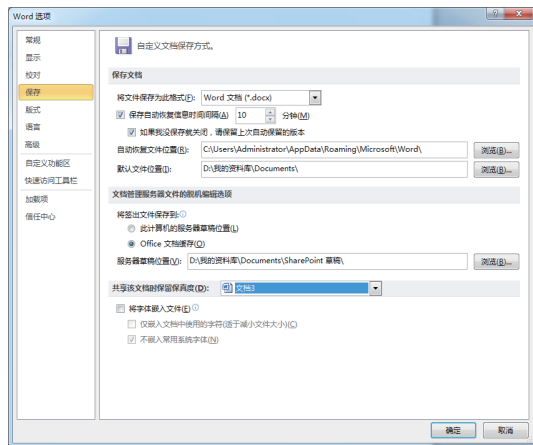 Word 选项
常规
显示
校对
保存
版式
语言
高级
自定义功能区
快速访问工具栏
加载项
信任中心
自定义文档保存方式。
保存文档
将文件保存为此格式(F): Word 文档 (*.docx)
保存自动恢复信息时间间隔(A) 10 分钟(M)
如果我没保存就关闭，请保留上次自动保留的版本
自动恢复文件位置(R): C:\Users\Administrator\AppData\Roaming\Microsoft\Word\ 浏览(B)...
默认文件位置(I): D:\我的资料库\Documents\ 浏览(B)...
文档管理服务器文件的脱机编辑选项
将签出文件保存到:
此计算机的服务器草稿位置(L)
Office 文档缓存(O)
服务器草稿位置(V): D:\我的资料库\Documents\SharePoint 草稿\ 浏览(B)...
共享该文档时保留保真度(D): 文档3
将字体嵌入文件(E)
仅嵌入文档中使用的字符(适于减小文件大小)(C)
不嵌入常用系统字体(N)
确定 取消